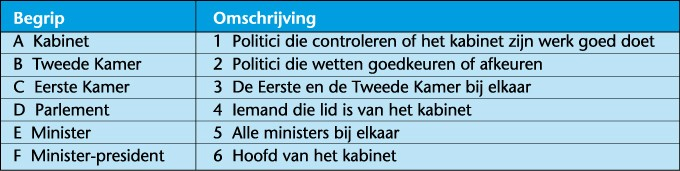 Begrip Omschrijving
A Kabinet 1 Politici die controleren of het kabinet zijn werk goed doet
B Tweede Kamer 2 Politici die wetten goedkeuren of afkeuren
C Eerste Kamer 3 De Eerste en de Tweede Kamer bij elkaar
D Parlement 4 Iemand die lid is van het kabinet
E Minister 5 Alle ministers bij elkaar
F Minister-president 6 Hoofd van het kabinet